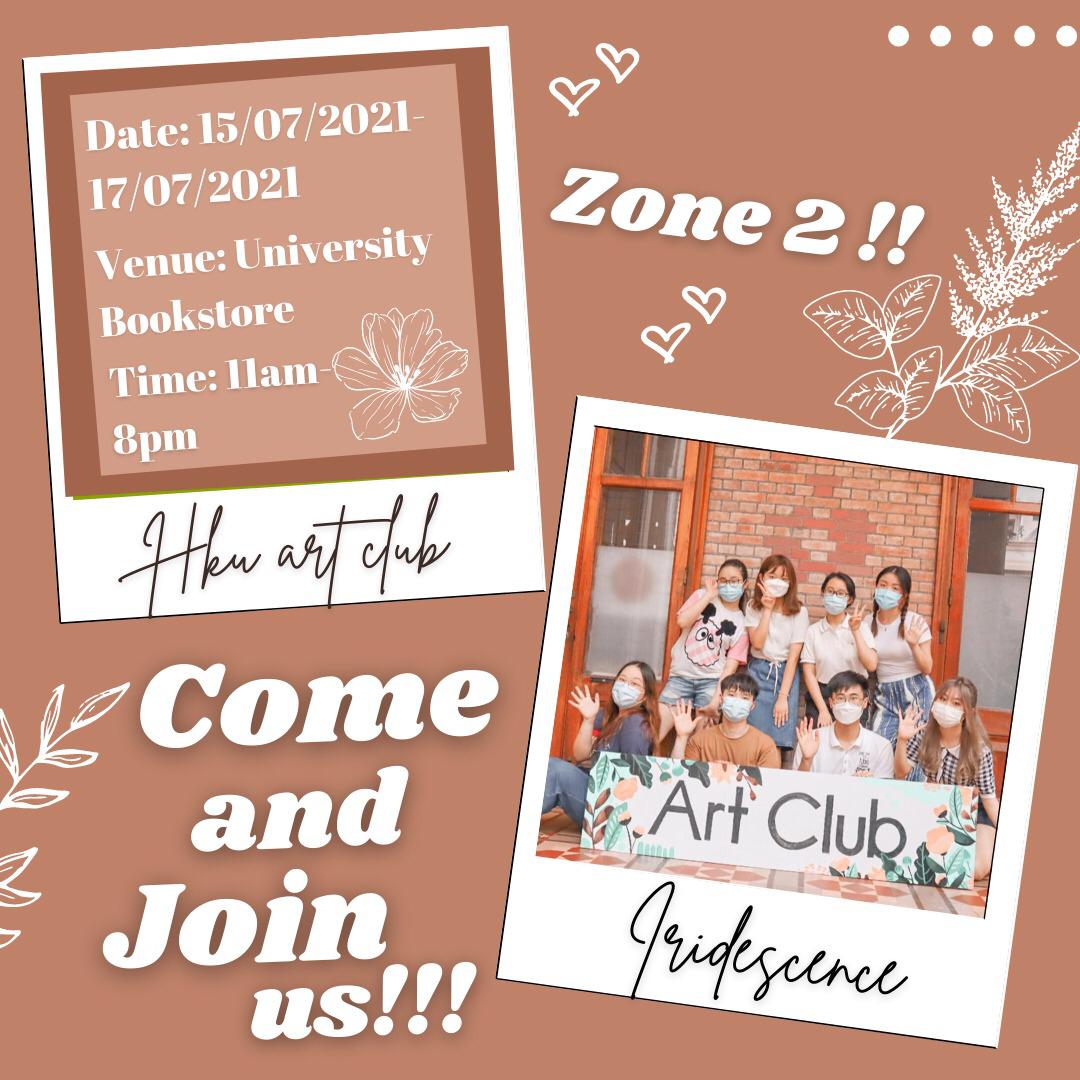 Date: 15/07/2021-
17/07/2021
Venue: University
Bookstore
Time: 11am-
8pm
Hku art club
Zone 2 !!
Come
and
Join
us!!!
Art Club
Iridescence